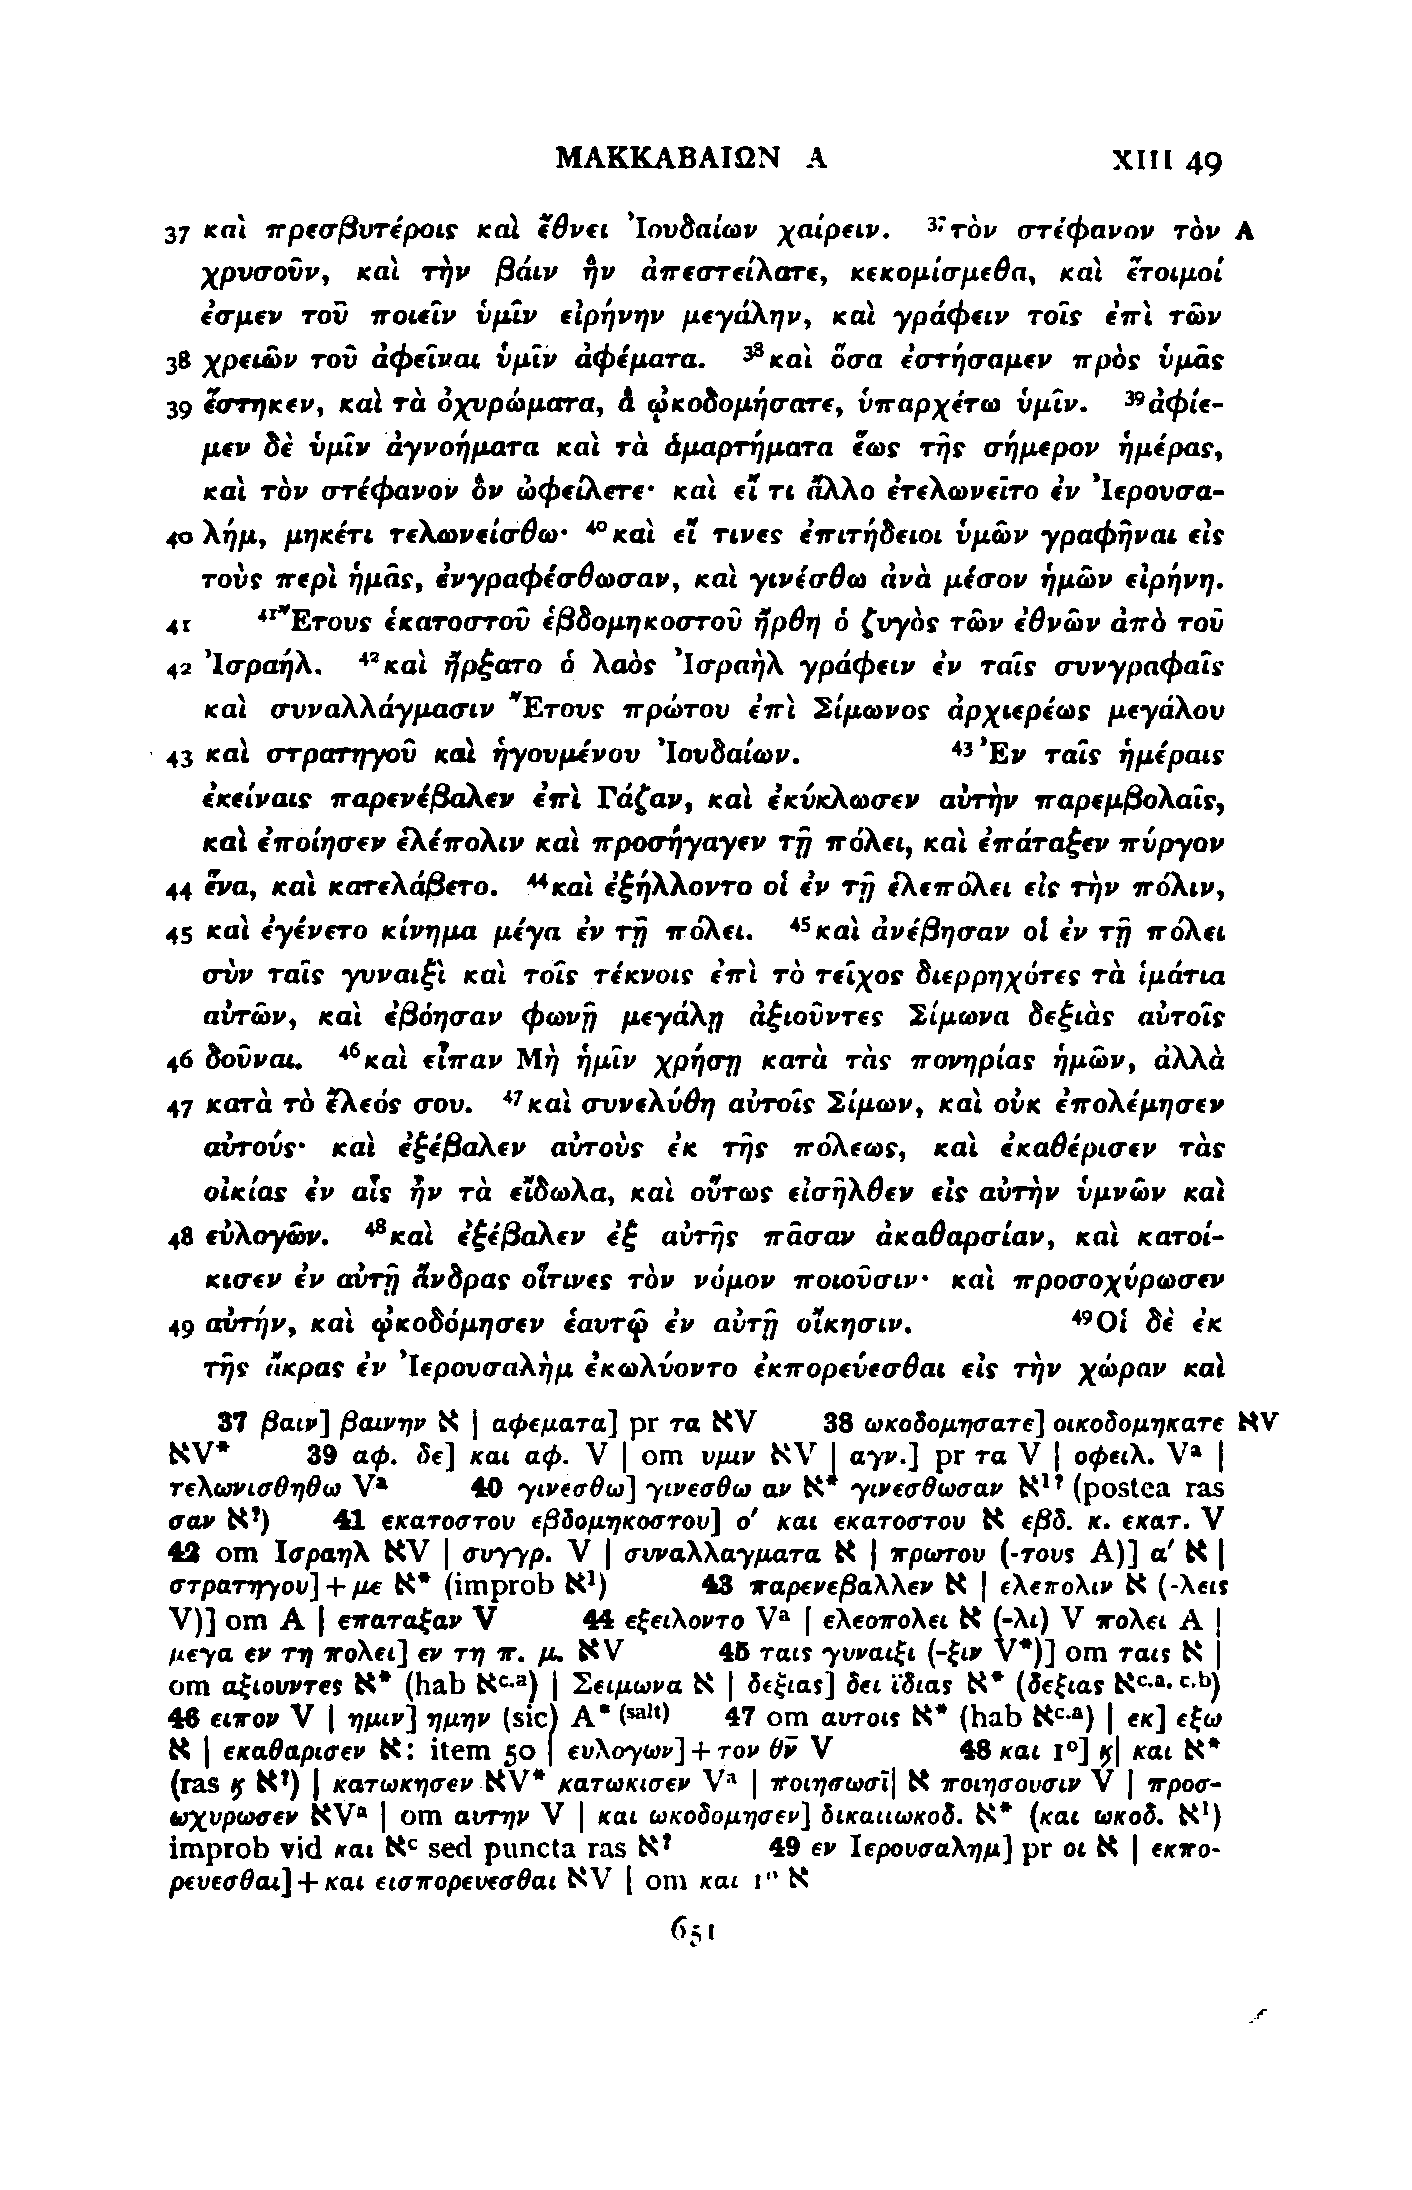 ΜΑΚΚΑΒΑΙΩΝ Α XIII 49
37 καὶ πρεσβυτέροις καὶ ἔθνει Ἰουδαίων χαίρειν. ³⁷τὸν στέφανον τὸν A
χρυσοῦν, καὶ τὴν βάιν ἣν ἀπεστείλατε, κεκομίσμεθα, καὶ ἕτοιμοί
ἐσμεν τοῦ ποιεῖν ὑμῖν εἰρήνην μεγάλην, καὶ γράφειν τοῖς ἐπὶ τῶν
38 χρειῶν τοῦ ἀφεῖναι ὑμῖν ἀφέματα. ³⁸καὶ ὅσα ἐστήσαμεν πρὸς ὑμᾶς
39 ἕστηκεν, καὶ τὰ ὀχυρώματα, ἃ ᾠκοδομήσατε, ὑπαρχέτω ὑμῖν. ³⁹ἀφίε-
μεν δὲ ὑμῖν ἀγνοήματα καὶ τὰ ἁμαρτήματα ἕως τῆς σήμερον ἡμέρας,
καὶ τὸν στέφανον ὃν ὠφείλετε· καὶ εἴ τι ἄλλο ἐτελωνεῖτο ἐν Ἰερουσα-
40 λήμ, μηκέτι τελωνείσθω· ⁴⁰καὶ εἴ τινες ἐπιτήδειοι ὑμῶν γραφῆναι εἰς
τοὺς περὶ ἡμᾶς, ἐνγραφέσθωσαν, καὶ γινέσθω ἀνὰ μέσον ἡμῶν εἰρήνη.
41 ⁴¹Ἔτους ἑκατοστοῦ ἑβδομηκοστοῦ ἤρθη ὁ ζυγὸς τῶν ἐθνῶν ἀπὸ τοῦ
42 Ἰσραήλ. ⁴²καὶ ἤρξατο ὁ λαὸς Ἰσραὴλ γράφειν ἐν ταῖς συνγραφαῖς
καὶ συναλλάγμασιν Ἔτους πρώτου ἐπὶ Σίμωνος ἀρχιερέως μεγάλου
43 καὶ στρατηγοῦ καὶ ἡγουμένου Ἰουδαίων. ⁴³Ἐν ταῖς ἡμέραις
ἐκείναις παρενέβαλεν ἐπὶ Γάζαν, καὶ ἐκύκλωσεν αὐτὴν παρεμβολαῖς,
καὶ ἐποίησεν ἑλέπολιν καὶ προσήγαγεν τῇ πόλει, καὶ ἐπάταξεν πύργον
44 ἕνα, καὶ κατελάβετο. ⁴⁴καὶ ἐξήλλοντο οἱ ἐν τῇ ἑλεπόλει εἰς τὴν πόλιν,
45 καὶ ἐγένετο κίνημα μέγα ἐν τῇ πόλει. ⁴⁵καὶ ἀνέβησαν οἱ ἐν τῇ πόλει
σὺν ταῖς γυναιξὶ καὶ τοῖς τέκνοις ἐπὶ τὸ τεῖχος διερρηχότες τὰ ἱμάτια
αὐτῶν, καὶ ἐβόησαν φωνῇ μεγάλῃ ἀξιοῦντες Σίμωνα δεξιὰς αὐτοῖς
46 δοῦναι. ⁴⁶καὶ εἶπαν Μὴ ἡμῖν χρήσῃ κατὰ τὰς πονηρίας ἡμῶν, ἀλλὰ
47 κατὰ τὸ ἔλεός σου. ⁴⁷καὶ συνελύθη αὐτοῖς Σίμων, καὶ οὐκ ἐπολέμησεν
αὐτούς· καὶ ἐξέβαλεν αὐτοὺς ἐκ τῆς πόλεως, καὶ ἐκαθέρισεν τὰς
οἰκίας ἐν αἷς ἦν τὰ εἴδωλα, καὶ οὕτως εἰσῆλθεν εἰς αὐτὴν ὑμνῶν καὶ
48 εὐλογῶν. ⁴⁸καὶ ἐξέβαλεν ἐξ αὐτῆς πᾶσαν ἀκαθαρσίαν, καὶ κατοί-
κισεν ἐν αὐτῇ ἄνδρας οἵτινες τὸν νόμον ποιοῦσιν· καὶ προσοχύρωσεν
49 αὐτήν, καὶ ᾠκοδόμησεν ἑαυτῷ ἐν αὐτῇ οἴκησιν. ⁴⁹Οἱ δὲ ἐκ
τῆς ἄκρας ἐν Ἰερουσαλὴμ ἐκωλύοντο ἐκπορεύεσθαι εἰς τὴν χώραν καὶ
37 βαιν] βαινην א | αφεματα] pr τα אV 38 ωκοδομησατε] οικοδομηκατε אV
אV* 39 αφ. δε] και αφ. V | om υμιν אV | αγν.] pr τα V | οφειλ. Vᵃ |
τελωνισθηθω Vᵃ 40 γινεσθω] γινεσθω αν א* γινεσθωσαν א¹ˀ (postea ras
σαν אˀ) 41 εκατοστου εβδομηκοστου] ο′ και εκατοστου א εβδ. κ. εκατ. V
42 om Ισραηλ אV | συγγρ. V | συναλλαγματα א | πρωτου (-τους A)] α′ א |
στρατηγου]+με א* (improb א¹) 43 παρενεβαλλεν א | ελεπολιν א (-λεις
V)] om A | επαταξαν V 44 εξειλοντο Vᵃ | ελεοπολει א (-λι) V πολει A |
μεγα εν τη πολει] εν τη π. μ. אV 45 ταις γυναιξι (-ξιν V*)] om ταις א |
om αξιουντες א* (hab אᶜ·ᵃ) | Σειμωνα א | δεξιας] δει ϊδιας א* (δεξιας אᶜ·ᵃ· ᶜ·ᵇ)
46 ειπον V | ημιν] ημην (sic) A* (ˢᵃˡᵗ) 47 om αυτοις א* (hab אᶜ·ᵃ) | εκ] εξω
א | εκαθαρισεν א: item 50 | ευλογων]+τον θν̄ V 48 και 1°] ϗ| και א*
(ras ϗ אˀ) | κατωκησεν אV* κατωκισεν Vᵃ | ποιησωσῑ| א ποιησουσιν V | προσ-
ωχυρωσεν אVᵃ | om αυτην V | και ωκοδομησεν] δικαιωκοδ. א* (και ωκοδ. א¹)
improb vid και אᶜ sed puncta ras אˀ 49 εν Ιερουσαλημ] pr οι א | εκπο-
ρευεσθαι]+και εισπορευεσθαι אV | om και 1° א
651